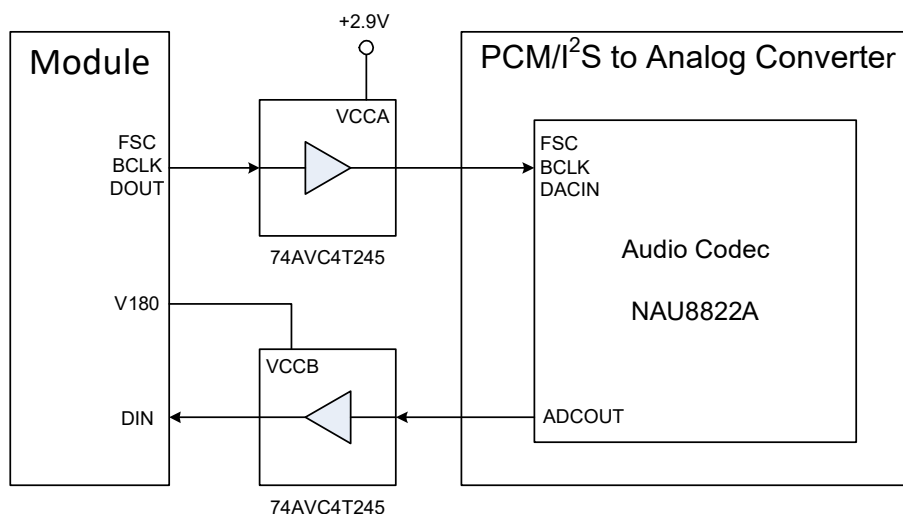 +2.9V
Module
PCM/I²S to Analog Converter
VCCA
FSC
BCLK
DOUT
FSC
BCLK
DACIN
74AVC4T245
Audio Codec
NAU8822A
V180
VCCB
DIN
ADCOUT
74AVC4T245